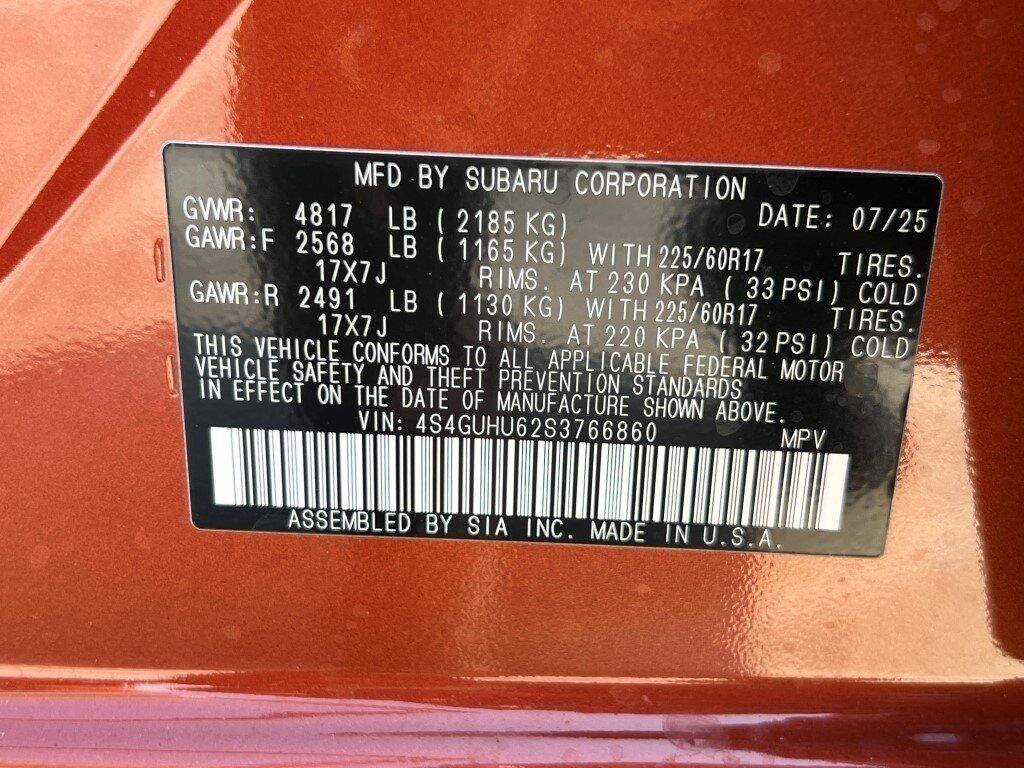 MFD BY SUBARU CORPORATION
GVWR: 4817 LB ( 2185 KG) DATE: 07/25
GAWR:F 2568 LB ( 1165 KG) WITH 225/60R17 TIRES.
17X7J RIMS. AT 230 KPA ( 33 PSI) COLD
GAWR:R 2491 LB ( 1130 KG) WITH 225/60R17 TIRES.
17X7J RIMS. AT 220 KPA ( 32 PSI) COLD
THIS VEHICLE CONFORMS TO ALL APPLICABLE FEDERAL MOTOR
VEHICLE SAFETY AND THEFT PREVENTION STANDARDS
IN EFFECT ON THE DATE OF MANUFACTURE SHOWN ABOVE.
VIN: 4S4GUHU62S3766860 MPV
ASSEMBLED BY SIA INC. MADE IN U.S.A.